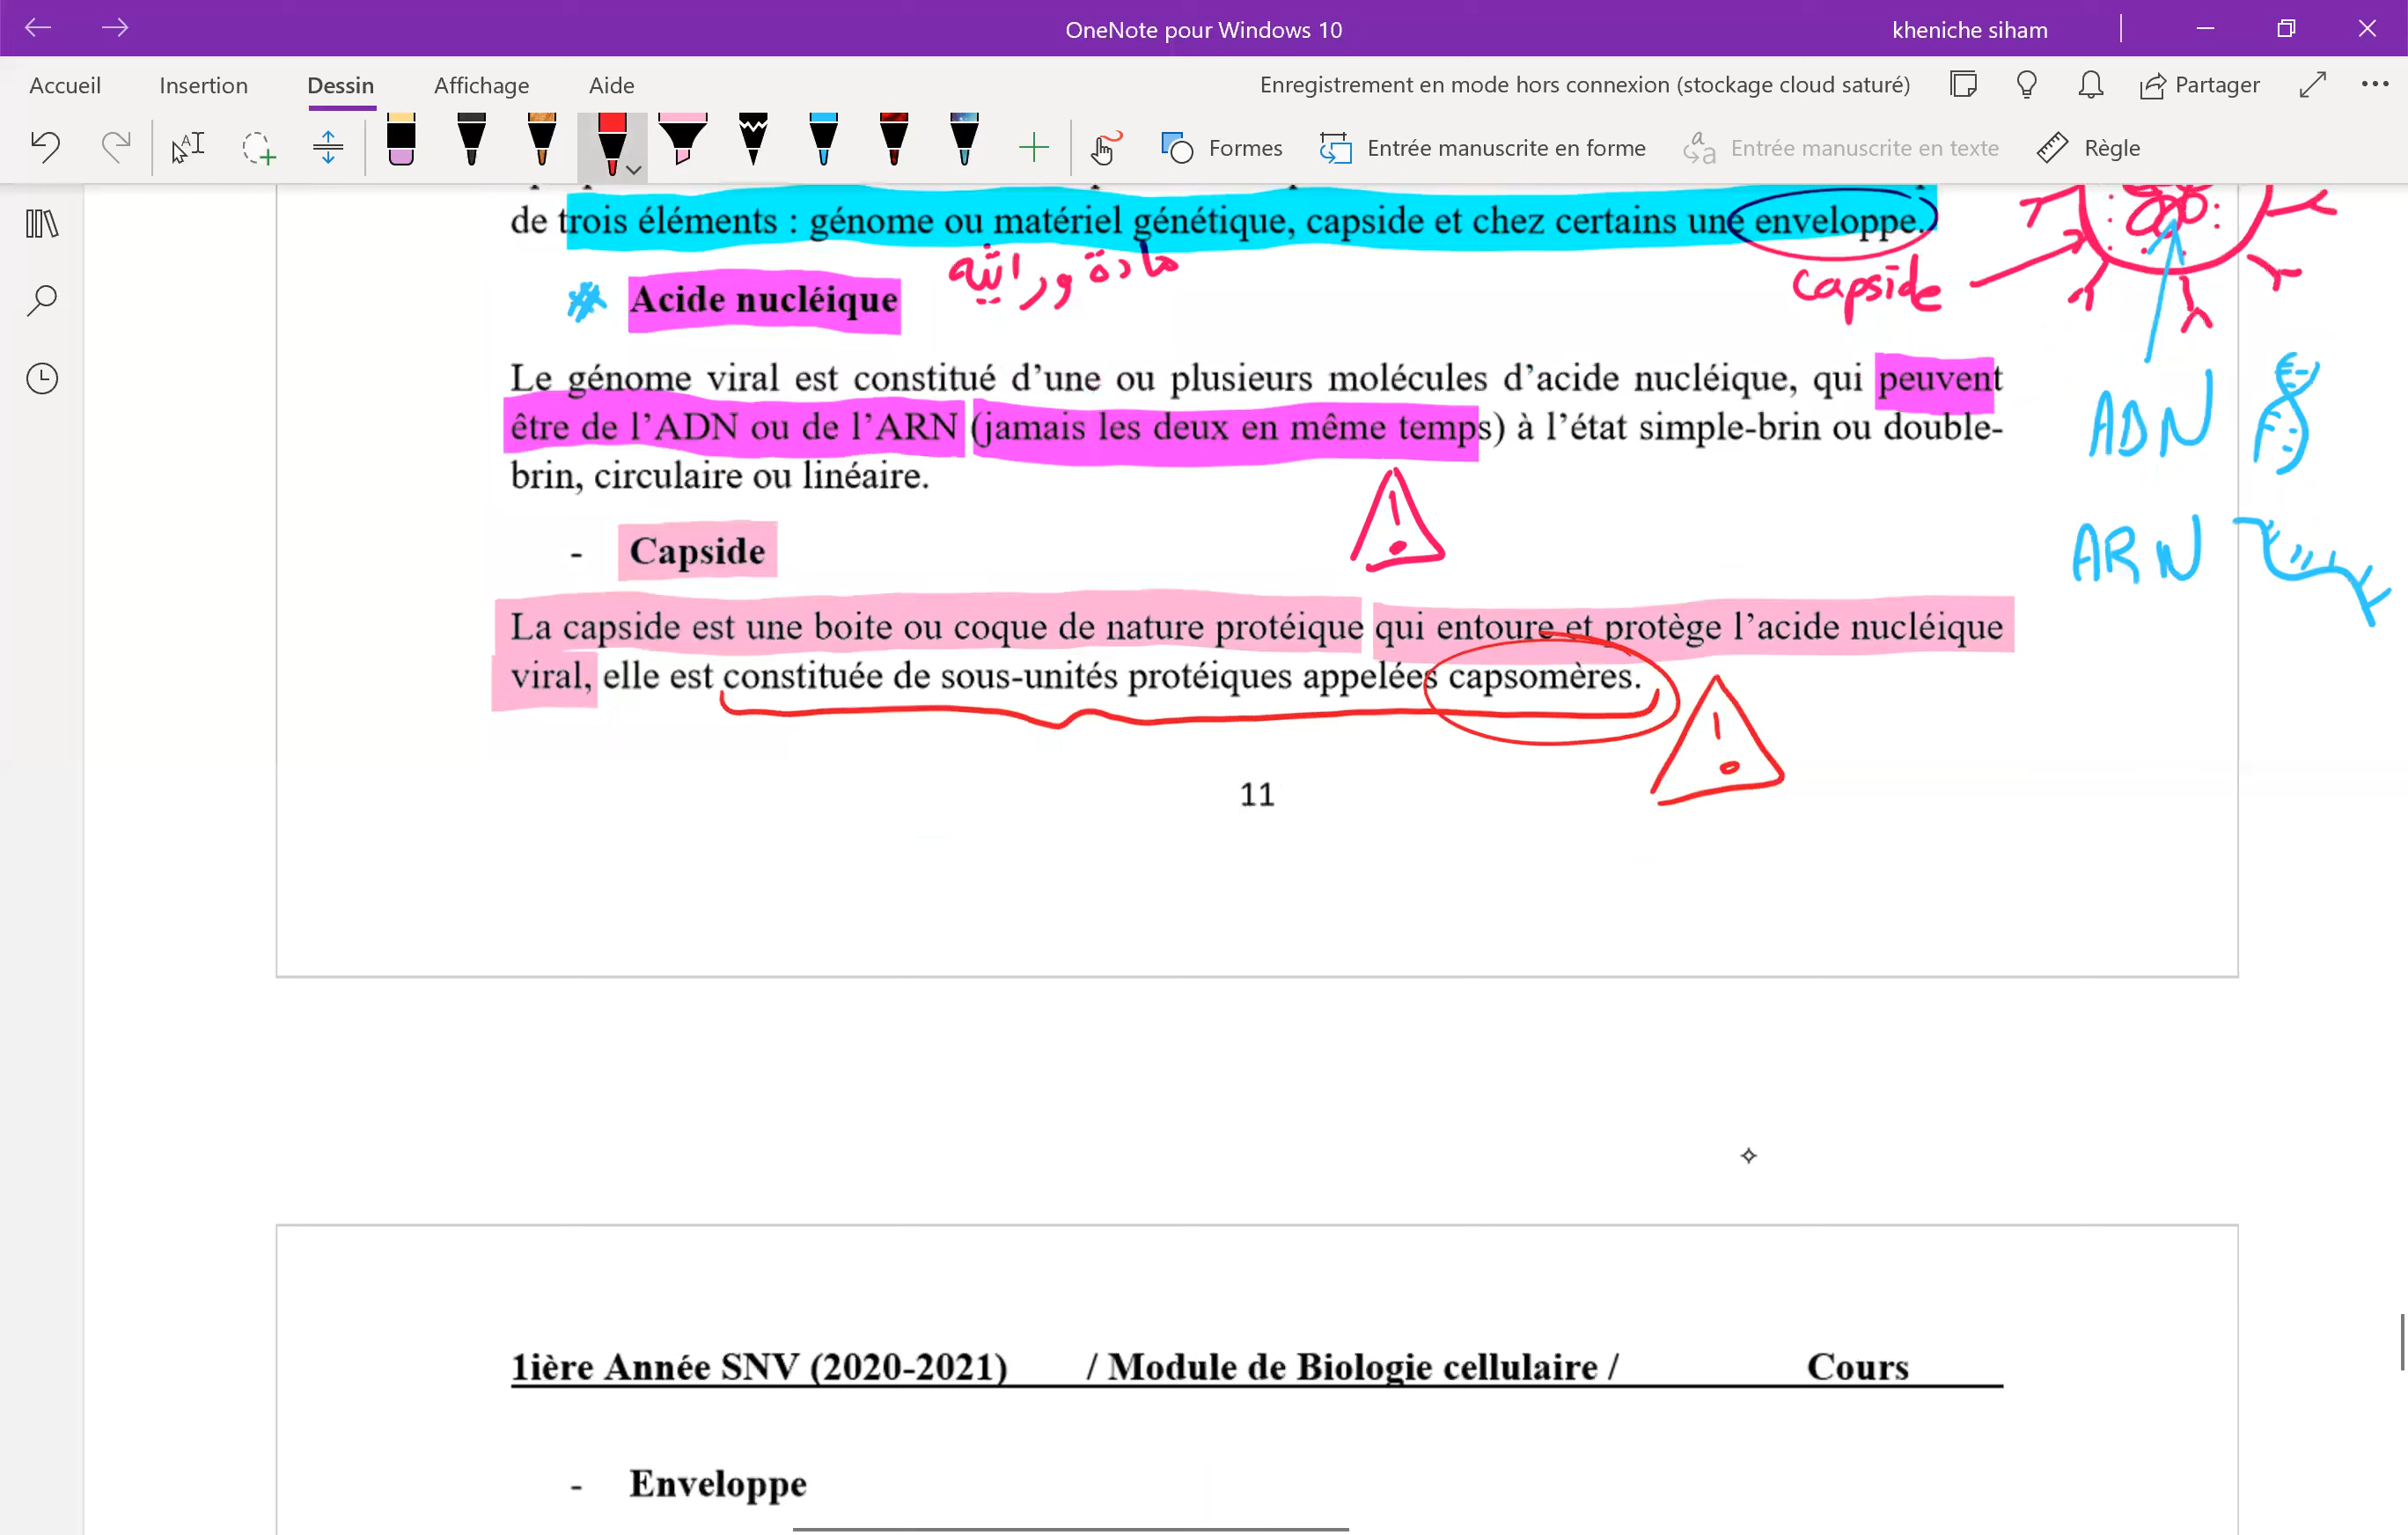 OneNote pour Windows 10
kheniche siham
Accueil Insertion Dessin Affichage Aide
Enregistrement en mode hors connexion (stockage cloud saturé)
Partager
Formes Entrée manuscrite en forme Entrée manuscrite en texte Règle
de trois éléments : génome ou matériel génétique, capside et chez certains une enveloppe.
مادة وراثية
capside
Acide nucléique
Le génome viral est constitué d’une ou plusieurs molécules d’acide nucléique, qui peuvent
être de l’ADN ou de l’ARN (jamais les deux en même temps) à l’état simple-brin ou double-
brin, circulaire ou linéaire.
ADN
ARN
- Capside
La capside est une boite ou coque de nature protéique qui entoure et protège l’acide nucléique
viral, elle est constituée de sous-unités protéiques appelées capsomères.
11
1ière Année SNV (2020-2021) / Module de Biologie cellulaire / Cours
- Enveloppe